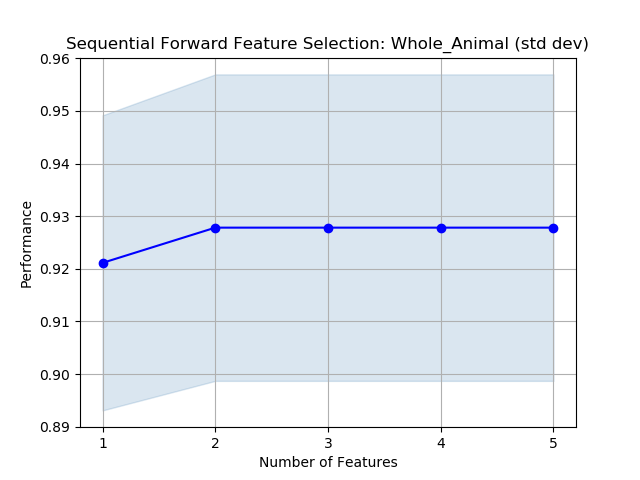 Sequential Forward Feature Selection: Whole_Animal (std dev)
0.96
0.95
0.94
0.93
0.92
0.91
0.90
0.89
Performance
1 2 3 4 5
Number of Features